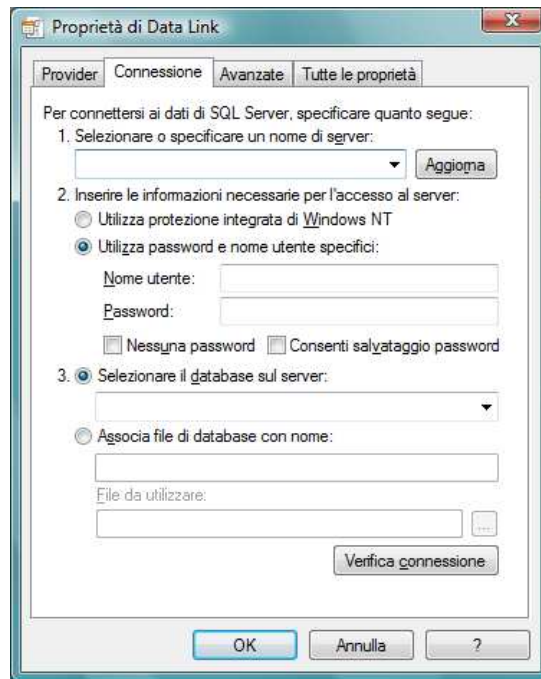 Proprietà di Data Link
Provider Connessione Avanzate Tutte le proprietà
Per connettersi ai dati di SQL Server, specificare quanto segue:
1. Selezionare o specificare un nome di server:
Aggiorna
2. Inserire le informazioni necessarie per l'accesso al server:
Utilizza protezione integrata di Windows NT
Utilizza password e nome utente specifici:
Nome utente:
Password:
Nessuna password Consenti salvataggio password
3. Selezionare il database sul server:
Associa file di database con nome:
File da utilizzare:
...
Verifica connessione
OK Annulla ?